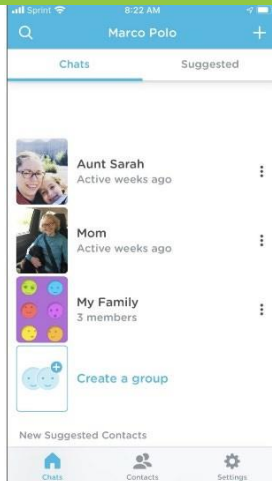 Sprint 8:22 AM
Marco Polo
Chats Suggested
Aunt Sarah
Active weeks ago
Mom
Active weeks ago
My Family
3 members
Create a group
New Suggested Contacts
Chats Contacts Settings